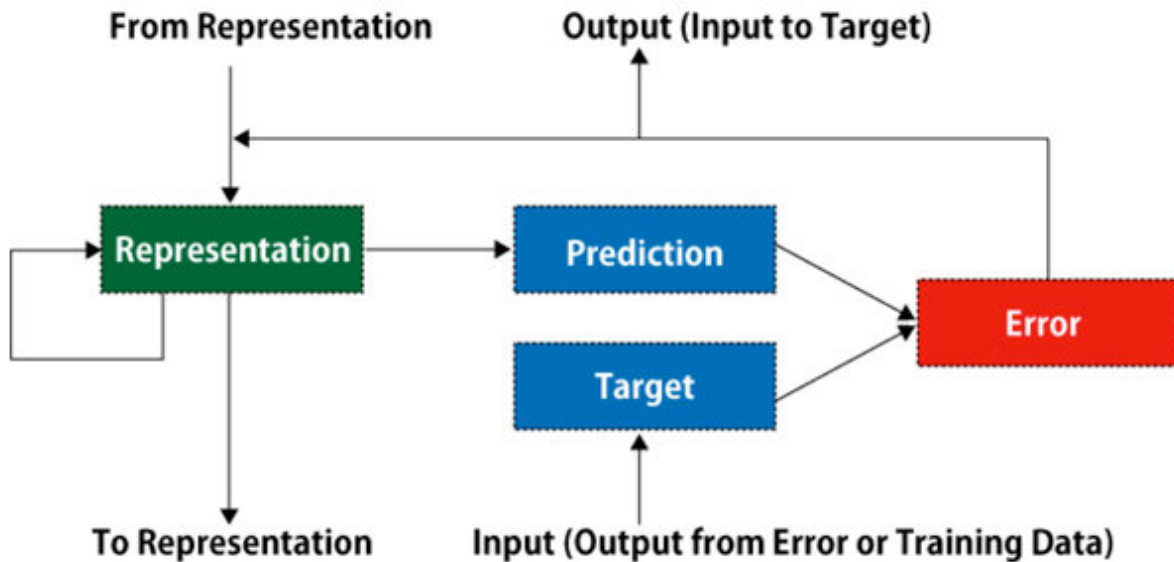 From Representation
Output (Input to Target)
Representation
Prediction
Error
Target
To Representation
Input (Output from Error or Training Data)